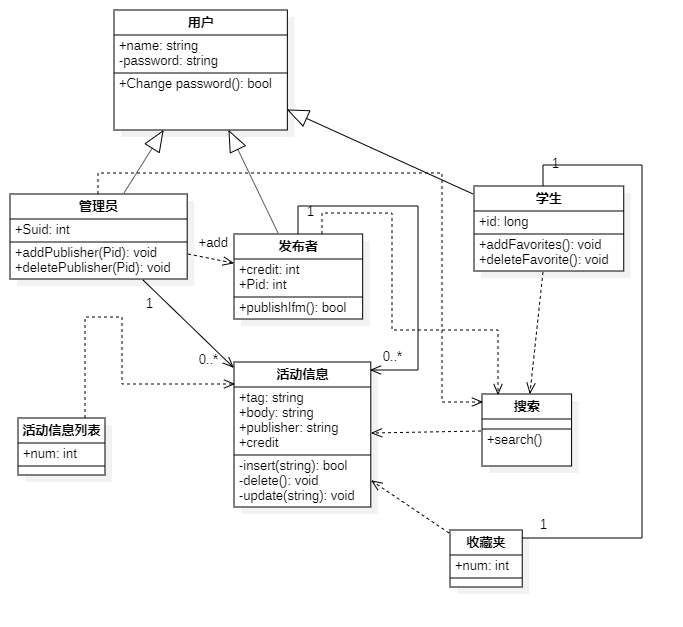 用户
+name: string
-password: string
+Change password(): bool
1
管理员
+Suid: int
+addPublisher(Pid): void
+deletePublisher(Pid): void
学生
+id: long
+addFavorites(): void
+deleteFavorite(): void
1
+add
发布者
+credit: int
+Pid: int
+publishIfm(): bool
1
0..*
0..*
活动信息
+tag: string
+body: string
+publisher: string
+credit
-insert(string): bool
-delete(): void
-update(string): void
搜索
+search()
活动信息列表
+num: int
1
收藏夹
+num: int